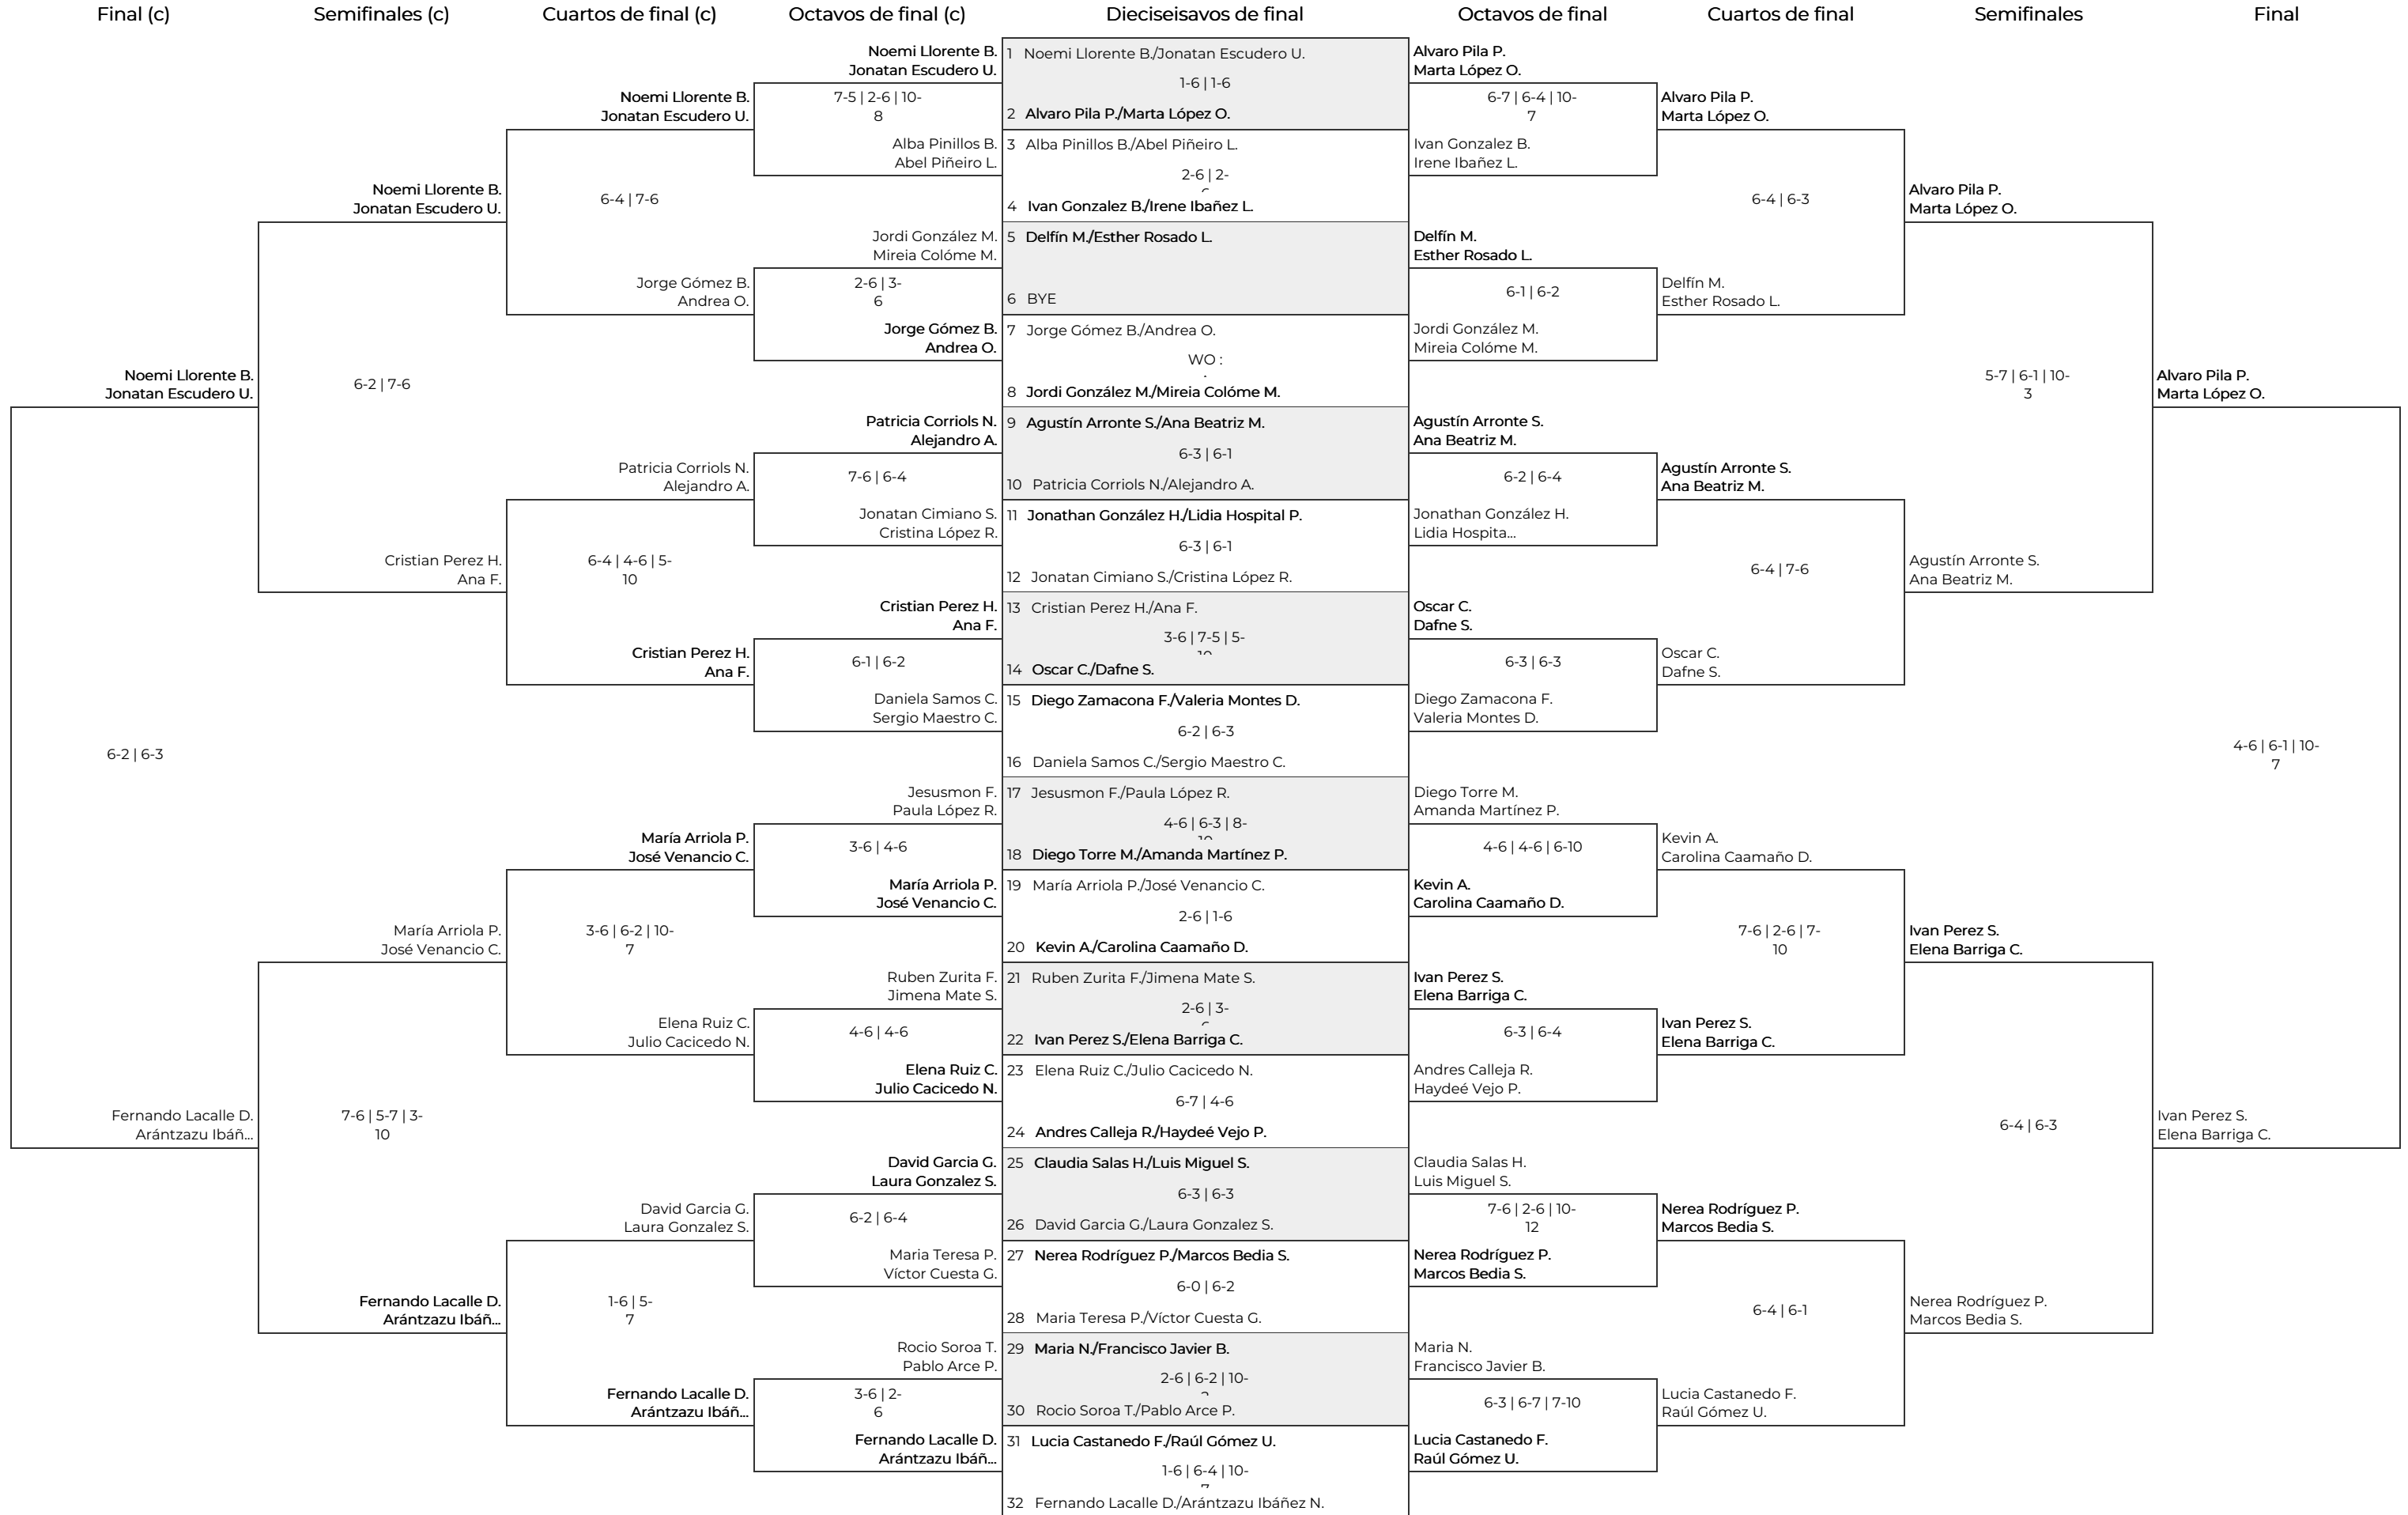 Final (c)
Semifinales (c)
Cuartos de final (c)
Octavos de final (c)
Dieciseisavos de final
Octavos de final
Cuartos de final
Semifinales
Final
Noemi Llorente B.
Jonatan Escudero U.
6-2 | 6-3
Fernando Lacalle D.
Arántzazu Ibáñ...
Noemi Llorente B.
Jonatan Escudero U.
6-2 | 7-6
Cristian Perez H.
Ana F.
María Arriola P.
José Venancio C.
7-6 | 5-7 | 3-
10
Fernando Lacalle D.
Arántzazu Ibáñ...
Noemi Llorente B.
Jonatan Escudero U.
6-4 | 7-6
Jorge Gómez B.
Andrea O.
Patricia Corriols N.
Alejandro A.
6-4 | 4-6 | 5-
10
Cristian Perez H.
Ana F.
María Arriola P.
José Venancio C.
3-6 | 6-2 | 10-
7
Elena Ruiz C.
Julio Cacicedo N.
David Garcia G.
Laura Gonzalez S.
1-6 | 5-
7
Fernando Lacalle D.
Arántzazu Ibáñ...
Noemi Llorente B.
Jonatan Escudero U.
7-5 | 2-6 | 10-
8
Alba Pinillos B.
Abel Piñeiro L.
Jordi González M.
Mireia Colóme M.
2-6 | 3-
6
Jorge Gómez B.
Andrea O.
Patricia Corriols N.
Alejandro A.
7-6 | 6-4
Jonatan Cimiano S.
Cristina López R.
Cristian Perez H.
Ana F.
6-1 | 6-2
Daniela Samos C.
Sergio Maestro C.
Jesusmon F.
Paula López R.
3-6 | 4-6
María Arriola P.
José Venancio C.
Ruben Zurita F.
Jimena Mate S.
4-6 | 4-6
Elena Ruiz C.
Julio Cacicedo N.
David Garcia G.
Laura Gonzalez S.
6-2 | 6-4
Maria Teresa P.
Víctor Cuesta G.
Rocio Soroa T.
Pablo Arce P.
3-6 | 2-
6
Fernando Lacalle D.
Arántzazu Ibáñ...
1 Noemi Llorente B./Jonatan Escudero U.
1-6 | 1-6
2 Alvaro Pila P./Marta López O.
3 Alba Pinillos B./Abel Piñeiro L.
2-6 | 2-
4 Ivan Gonzalez B./Irene Ibañez L.
5 Delfín M./Esther Rosado L.
6 BYE
7 Jorge Gómez B./Andrea O.
WO :
8 Jordi González M./Mireia Colóme M.
9 Agustín Arronte S./Ana Beatriz M.
6-3 | 6-1
10 Patricia Corriols N./Alejandro A.
11 Jonathan González H./Lidia Hospital P.
6-3 | 6-1
12 Jonatan Cimiano S./Cristina López R.
13 Cristian Perez H./Ana F.
3-6 | 7-5 | 5-
14 Oscar C./Dafne S.
15 Diego Zamacona F./Valeria Montes D.
6-2 | 6-3
16 Daniela Samos C./Sergio Maestro C.
17 Jesusmon F./Paula López R.
4-6 | 6-3 | 8-
18 Diego Torre M./Amanda Martínez P.
19 María Arriola P./José Venancio C.
2-6 | 1-6
20 Kevin A./Carolina Caamaño D.
21 Ruben Zurita F./Jimena Mate S.
2-6 | 3-
22 Ivan Perez S./Elena Barriga C.
23 Elena Ruiz C./Julio Cacicedo N.
6-7 | 4-6
24 Andres Calleja R./Haydeé Vejo P.
25 Claudia Salas H./Luis Miguel S.
6-3 | 6-3
26 David Garcia G./Laura Gonzalez S.
27 Nerea Rodríguez P./Marcos Bedia S.
6-0 | 6-2
28 Maria Teresa P./Víctor Cuesta G.
29 Maria N./Francisco Javier B.
2-6 | 6-2 | 10-
30 Rocio Soroa T./Pablo Arce P.
31 Lucia Castanedo F./Raúl Gómez U.
1-6 | 6-4 | 10-
32 Fernando Lacalle D./Arántzazu Ibáñez N.
Alvaro Pila P.
Marta López O.
6-7 | 6-4 | 10-
7
Ivan Gonzalez B.
Irene Ibañez L.
Delfín M.
Esther Rosado L.
6-1 | 6-2
Jordi González M.
Mireia Colóme M.
Agustín Arronte S.
Ana Beatriz M.
6-2 | 6-4
Jonathan González H.
Lidia Hospita...
Oscar C.
Dafne S.
6-3 | 6-3
Diego Zamacona F.
Valeria Montes D.
Diego Torre M.
Amanda Martínez P.
4-6 | 4-6 | 6-10
Kevin A.
Carolina Caamaño D.
Ivan Perez S.
Elena Barriga C.
6-3 | 6-4
Andres Calleja R.
Haydeé Vejo P.
Claudia Salas H.
Luis Miguel S.
7-6 | 2-6 | 10-
12
Nerea Rodríguez P.
Marcos Bedia S.
Maria N.
Francisco Javier B.
6-3 | 6-7 | 7-10
Lucia Castanedo F.
Raúl Gómez U.
Alvaro Pila P.
Marta López O.
6-4 | 6-3
Delfín M.
Esther Rosado L.
Agustín Arronte S.
Ana Beatriz M.
6-4 | 7-6
Oscar C.
Dafne S.
Kevin A.
Carolina Caamaño D.
7-6 | 2-6 | 7-
10
Ivan Perez S.
Elena Barriga C.
Nerea Rodríguez P.
Marcos Bedia S.
6-4 | 6-1
Lucia Castanedo F.
Raúl Gómez U.
Alvaro Pila P.
Marta López O.
5-7 | 6-1 | 10-
3
Agustín Arronte S.
Ana Beatriz M.
Ivan Perez S.
Elena Barriga C.
6-4 | 6-3
Nerea Rodríguez P.
Marcos Bedia S.
Alvaro Pila P.
Marta López O.
4-6 | 6-1 | 10-
7
Ivan Perez S.
Elena Barriga C.